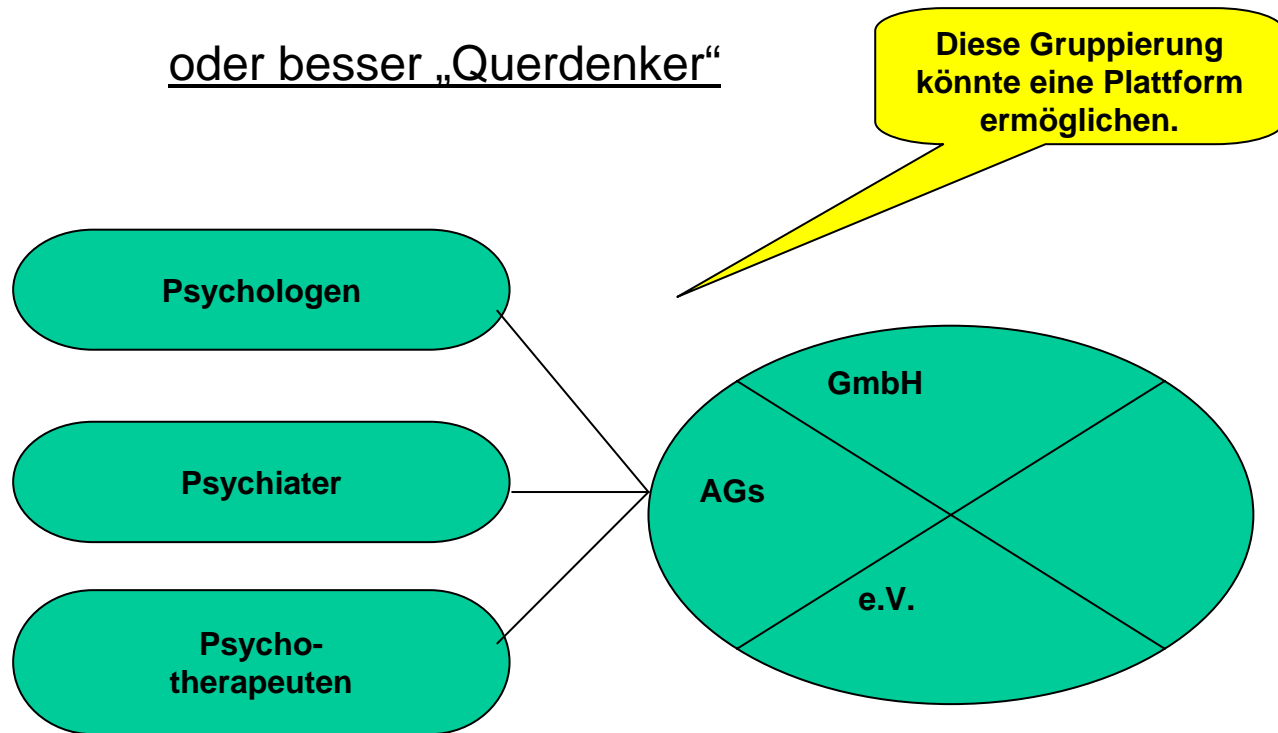 oder besser „Querdenker“
Diese Gruppierung
könnte eine Plattform
ermöglichen.
Psychologen
Psychiater
Psycho-
therapeuten
GmbH
AGs
e.V.